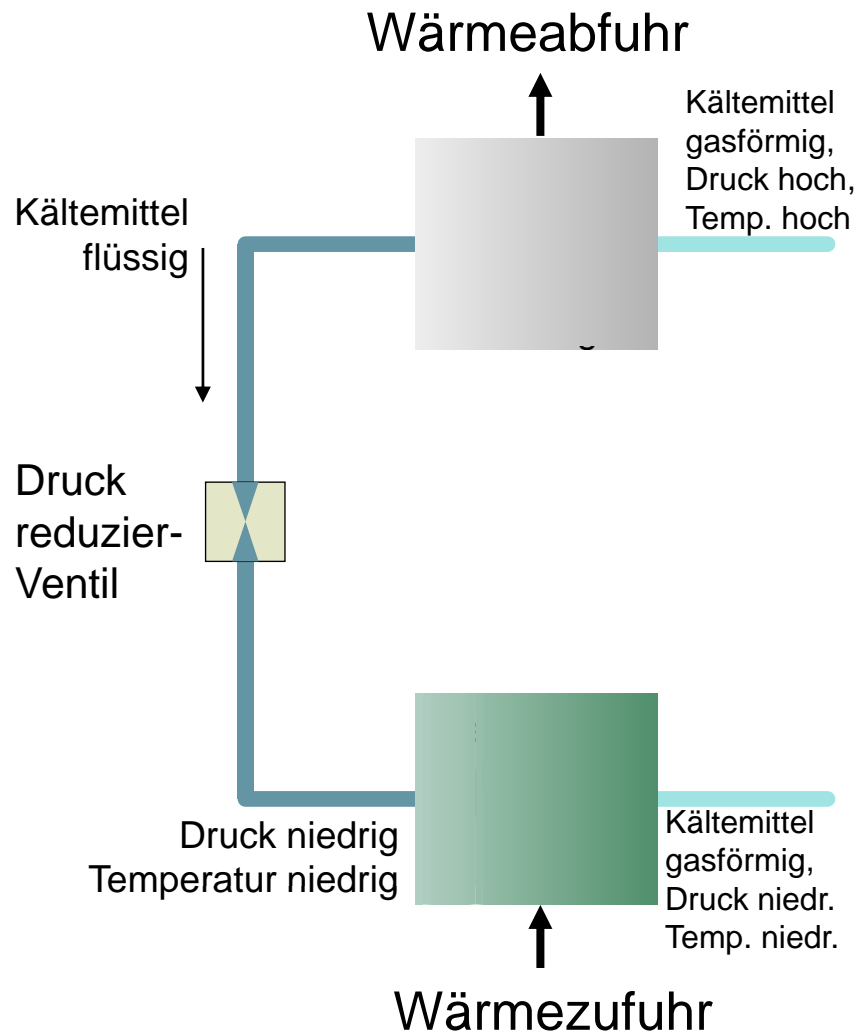 Wärmeabfuhr
Kältemittel
gasförmig,
Druck hoch,
Temp. hoch
Kältemittel
flüssig
Druck
reduzier-
Ventil
Druck niedrig
Temperatur niedrig
Kältemittel
gasförmig,
Druck niedr.
Temp. niedr.
Wärmezufuhr